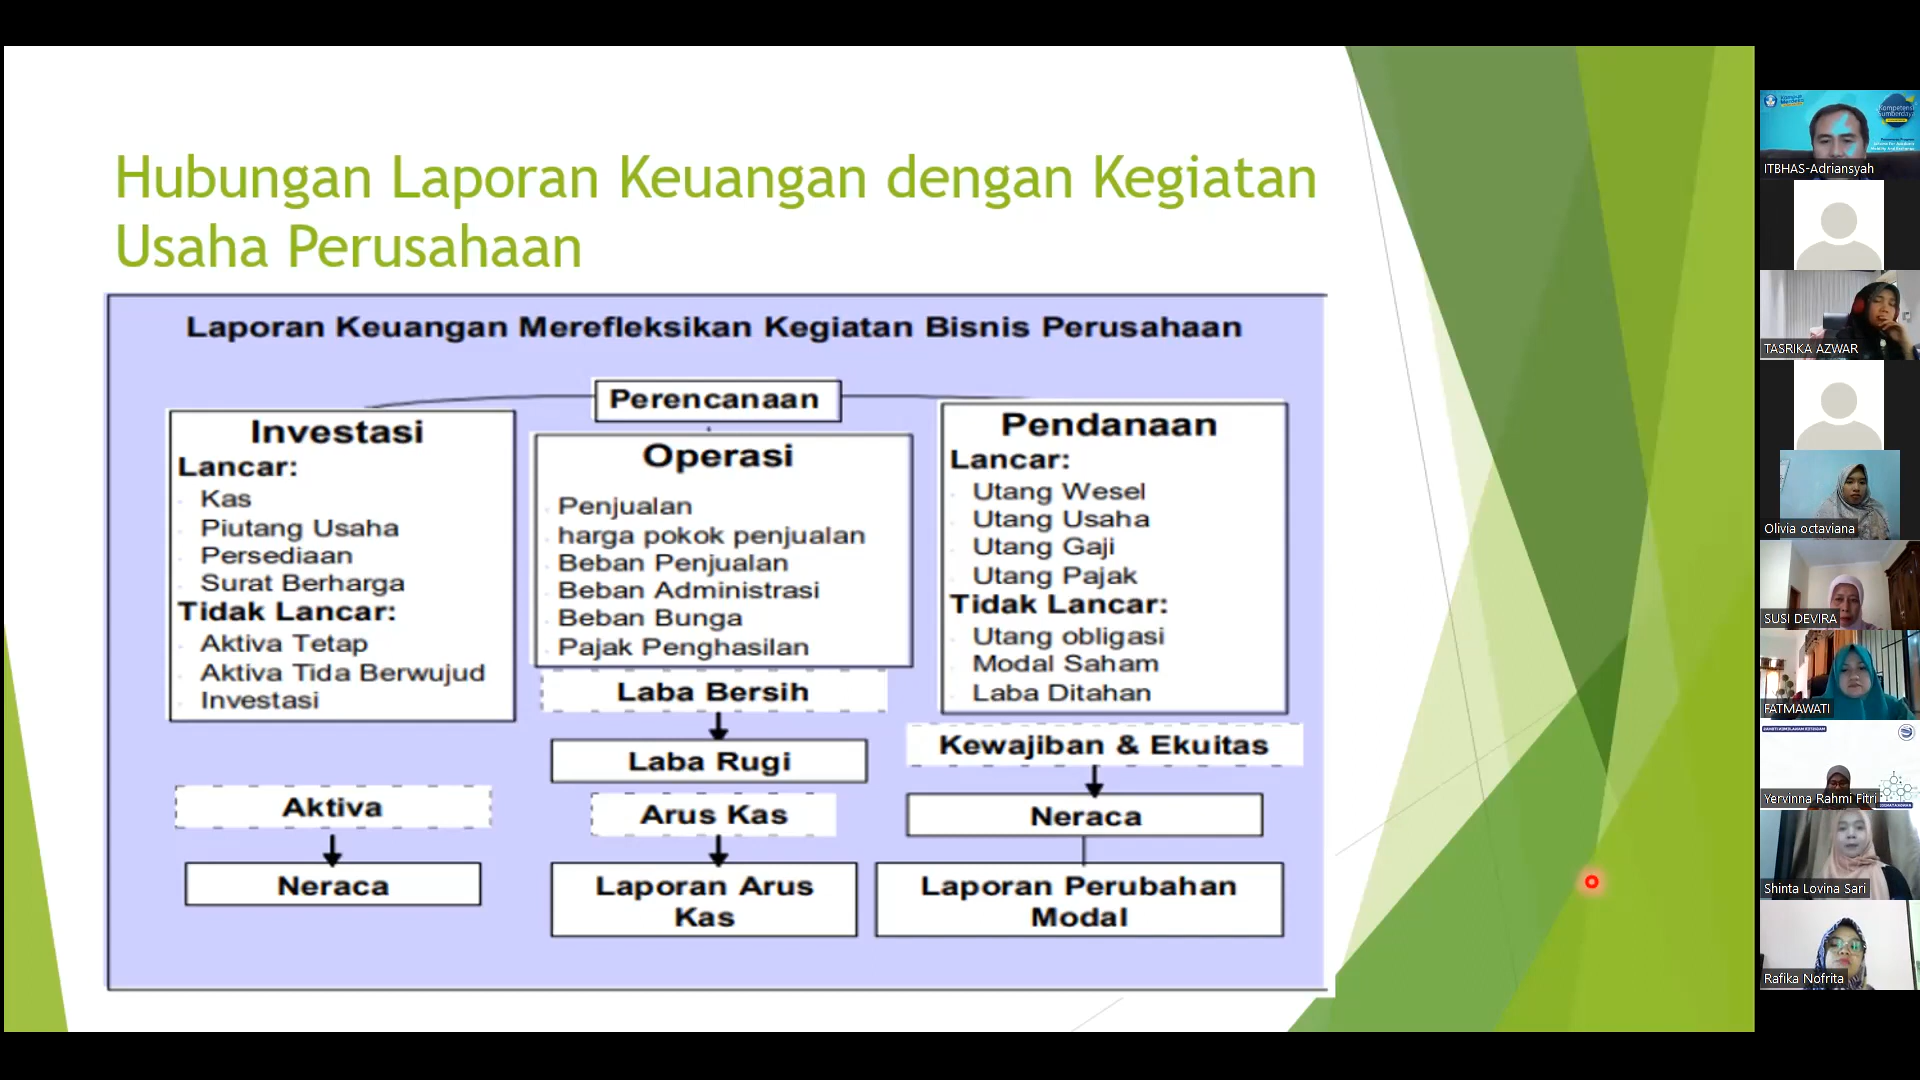 Hubungan Laporan Keuangan dengan Kegiatan
Usaha Perusahaan
Laporan Keuangan Merefleksikan Kegiatan Bisnis Perusahaan
Perencanaan
Investasi
Lancar:
Kas
Piutang Usaha
Persediaan
Surat Berharga
Tidak Lancar:
Aktiva Tetap
Aktiva Tida Berwujud
Investasi
Aktiva
Neraca
Operasi
Penjualan
harga pokok penjualan
Beban Penjualan
Beban Administrasi
Beban Bunga
Pajak Penghasilan
Laba Bersih
Laba Rugi
Arus Kas
Laporan Arus
Kas
Pendanaan
Lancar:
Utang Wesel
Utang Usaha
Utang Gaji
Utang Pajak
Tidak Lancar:
Utang obligasi
Modal Saham
Laba Ditahan
Kewajiban & Ekuitas
Neraca
Laporan Perubahan
Modal
Kompetensi
Sumberdaya
ITBHAS-Adriansyah
TASRIKA AZWAR
Olivia octaviana
SUSI DEVIRA
FATMAWATI
Yervinna Rahmi Fitri
Shinta Lovina Sari
Rafika Nofrita